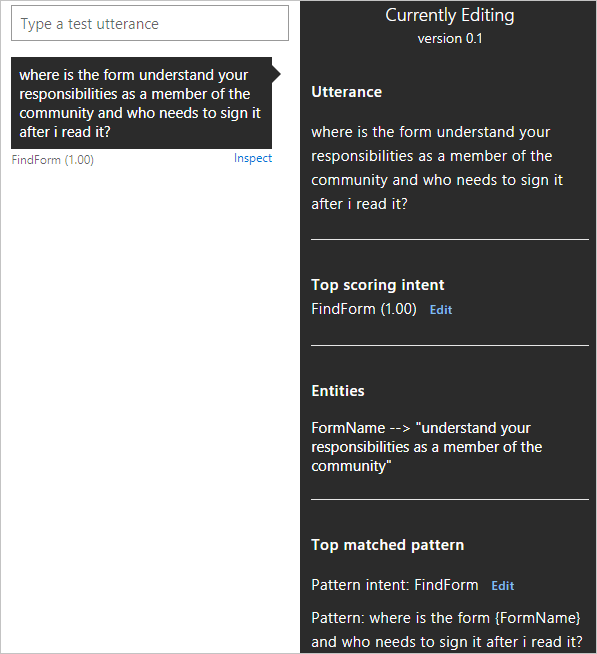 Type a test utterance
where is the form understand your
responsibilities as a member of the
community and who needs to sign it
after i read it?
FindForm (1.00) Inspect
Currently Editing
version 0.1
Utterance
where is the form understand your
responsibilities as a member of the
community and who needs to sign it
after i read it?
Top scoring intent
FindForm (1.00) Edit
Entities
FormName --> "understand your
responsibilities as a member of the
community"
Top matched pattern
Pattern intent: FindForm Edit
Pattern: where is the form {FormName}
and who needs to sign it after i read it?